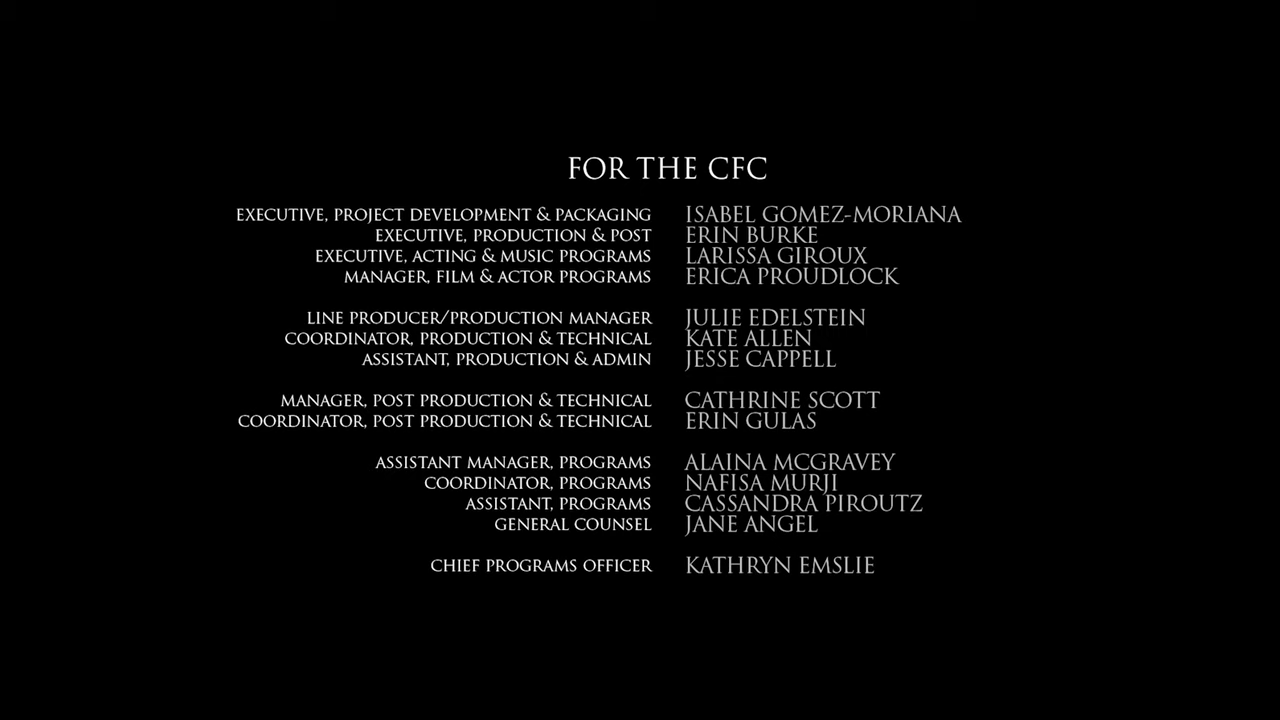 FOR THE CFC
EXECUTIVE, PROJECT DEVELOPMENT & PACKAGING ISABEL GOMEZ-MORIANA
EXECUTIVE, PRODUCTION & POST ERIN BURKE
EXECUTIVE, ACTING & MUSIC PROGRAMS LARISSA GIROUX
MANAGER, FILM & ACTOR PROGRAMS ERICA PROUDLOCK
LINE PRODUCER/PRODUCTION MANAGER JULIE EDELSTEIN
COORDINATOR, PRODUCTION & TECHNICAL KATE ALLEN
ASSISTANT, PRODUCTION & ADMIN JESSE CAPPELL
MANAGER, POST PRODUCTION & TECHNICAL CATHRINE SCOTT
COORDINATOR, POST PRODUCTION & TECHNICAL ERIN GULAS
ASSISTANT MANAGER, PROGRAMS ALAINA MCGRAVEY
COORDINATOR, PROGRAMS NAFISA MURJI
ASSISTANT, PROGRAMS CASSANDRA PIROUTZ
GENERAL COUNSEL JANE ANGEL
CHIEF PROGRAMS OFFICER KATHRYN EMSLIE